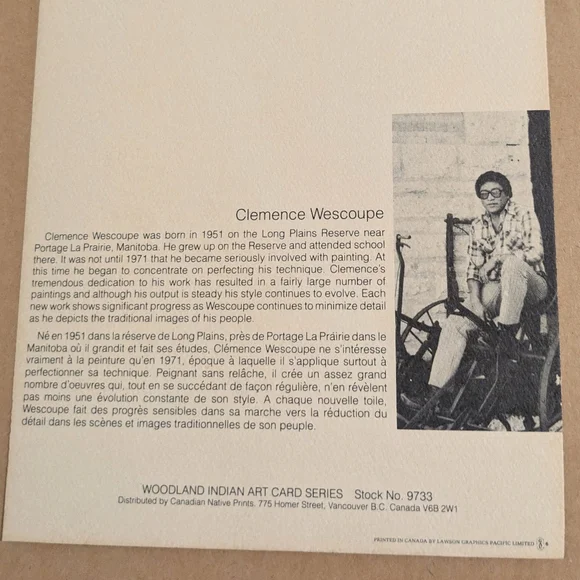 Clemence Wescoupe
Clemence Wescoupe was born in 1951 on the Long Plains Reserve near
Portage La Prairie, Manitoba. He grew up on the Reserve and attended school
there. It was not until 1971 that he became seriously involved with painting. At
this time he began to concentrate on perfecting his technique. Clemence's
tremendous dedication to his work has resulted in a fairly large number of
paintings and although his output is steady his style continues to evolve. Each
new work shows significant progress as Wescoupe continues to minimize detail
as he depicts the traditional images of his people.
Né en 1951 dans la réserve de Long Plains, près de Portage La Prairie dans le
Manitoba où il grandit et fait ses études, Clémence Wescoupe ne s'intéresse
vraiment à la peinture qu'en 1971, époque à laquelle il s'applique surtout à
perfectionner sa technique. Peignant sans relâche, il crée un assez grand
nombre d'oeuvres qui, tout en se succédant de façon régulière, n'en révèlent
pas moins une évolution constante de son style. A chaque nouvelle toile,
Wescoupe fait des progrès sensibles dans sa marche vers la réduction du
détail dans les scènes et images traditionnelles de son peuple.
WOODLAND INDIAN ART CARD SERIES Stock No. 9733
Distributed by Canadian Native Prints. 775 Homer Street, Vancouver B.C. Canada V6B 2W1
PRINTED IN CANADA BY LAWSON GRAPHICS PACIFIC LIMITED